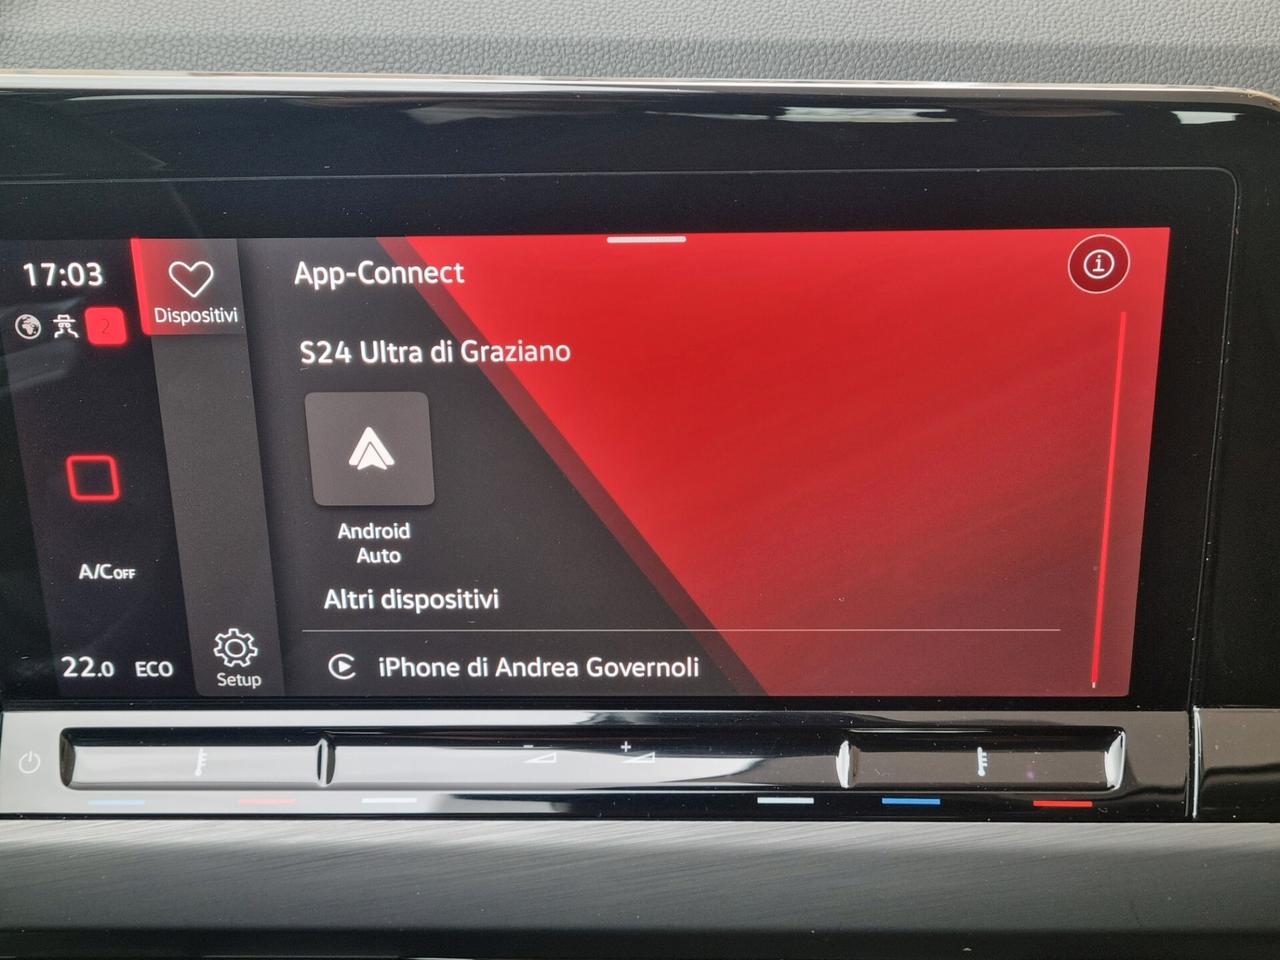 17:03
2
Dispositivi
App-Connect
S24 Ultra di Graziano
Android
Auto
Altri dispositivi
iPhone di Andrea Governoli
A/C OFF
22.0 ECO
Setup